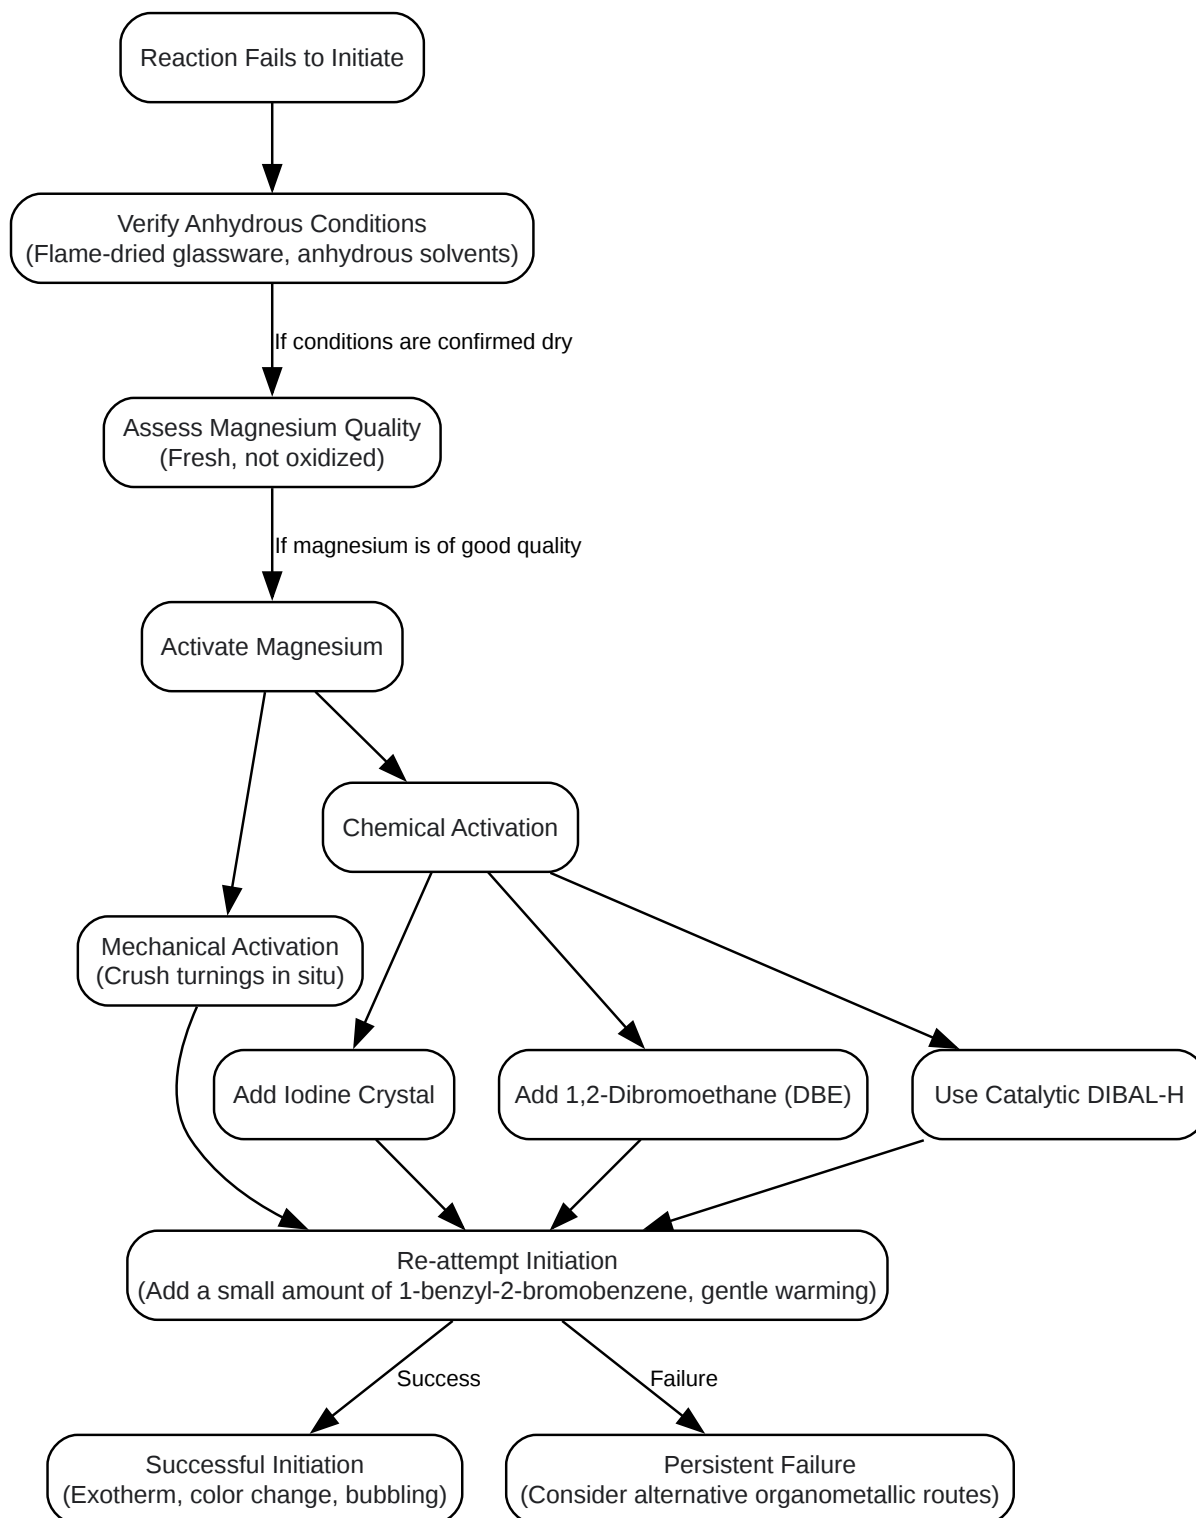 Reaction Fails to Initiate
Verify Anhydrous Conditions
(Flame-dried glassware, anhydrous solvents)
If conditions are confirmed dry
Assess Magnesium Quality
(Fresh, not oxidized)
If magnesium is of good quality
Activate Magnesium
Chemical Activation
Mechanical Activation
(Crush turnings in situ)
Add Iodine Crystal
Add 1,2-Dibromoethane (DBE)
Use Catalytic DIBAL-H
Re-attempt Initiation
(Add a small amount of 1-benzyl-2-bromobenzene, gentle warming)
Success
Failure
Successful Initiation
(Exotherm, color change, bubbling)
Persistent Failure
(Consider alternative organometallic routes)